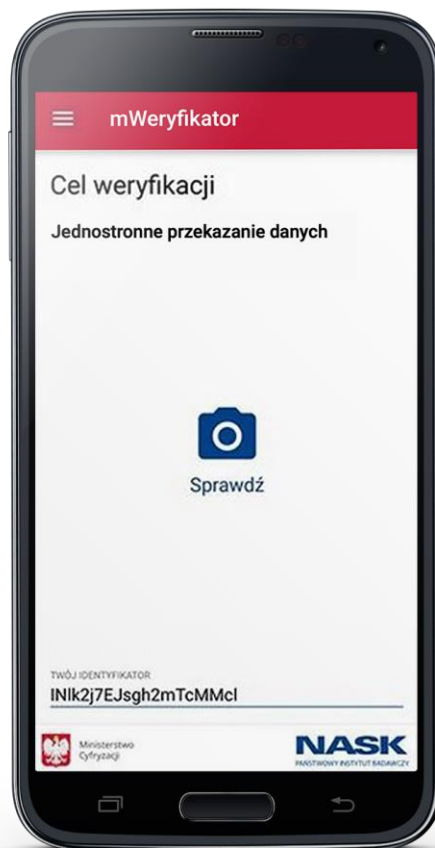 mWeryfikator
Cel weryfikacji
Jednostronne przekazanie danych
Sprawdź
TWÓJ IDENTYFIKATOR
INlk2j7EJsgh2mTcMMcl
Ministerstwo
Cyfryzacji
NASK
PAŃSTWOWY INSTYTUT BADAWCZY